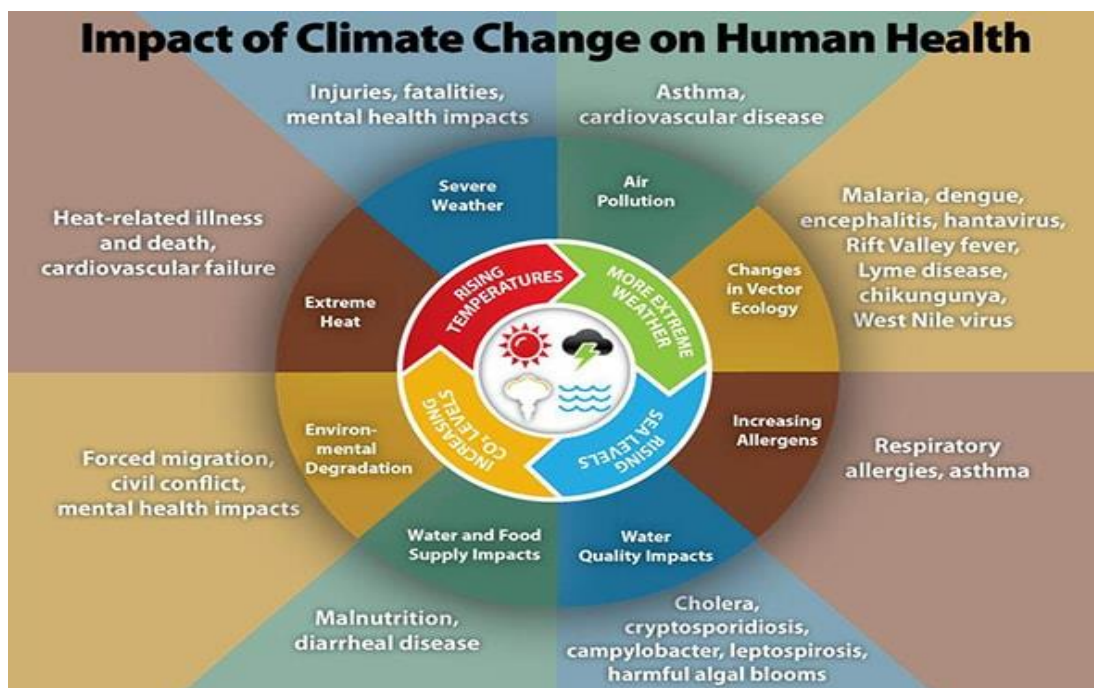 Impact of Climate Change on Human Health
Injuries, fatalities,
mental health impacts
Asthma,
cardiovascular disease
Severe
Weather
Air
Pollution
Heat-related illness
and death,
cardiovascular failure
Malaria, dengue,
encephalitis, hantavirus,
Rift Valley fever,
Lyme disease,
chikungunya,
West Nile virus
Extreme
Heat
Changes
in Vector
Ecology
RISING
TEMPERATURES
MORE EXTREME
WEATHER
INCREASING
CO₂ LEVELS
RISING
SEA LEVELS
Environ-
mental
Degradation
Increasing
Allergens
Forced migration,
civil conflict,
mental health impacts
Respiratory
allergies, asthma
Water and Food
Supply Impacts
Water
Quality Impacts
Malnutrition,
diarrheal disease
Cholera,
cryptosporidiosis,
campylobacter, leptospirosis,
harmful algal blooms